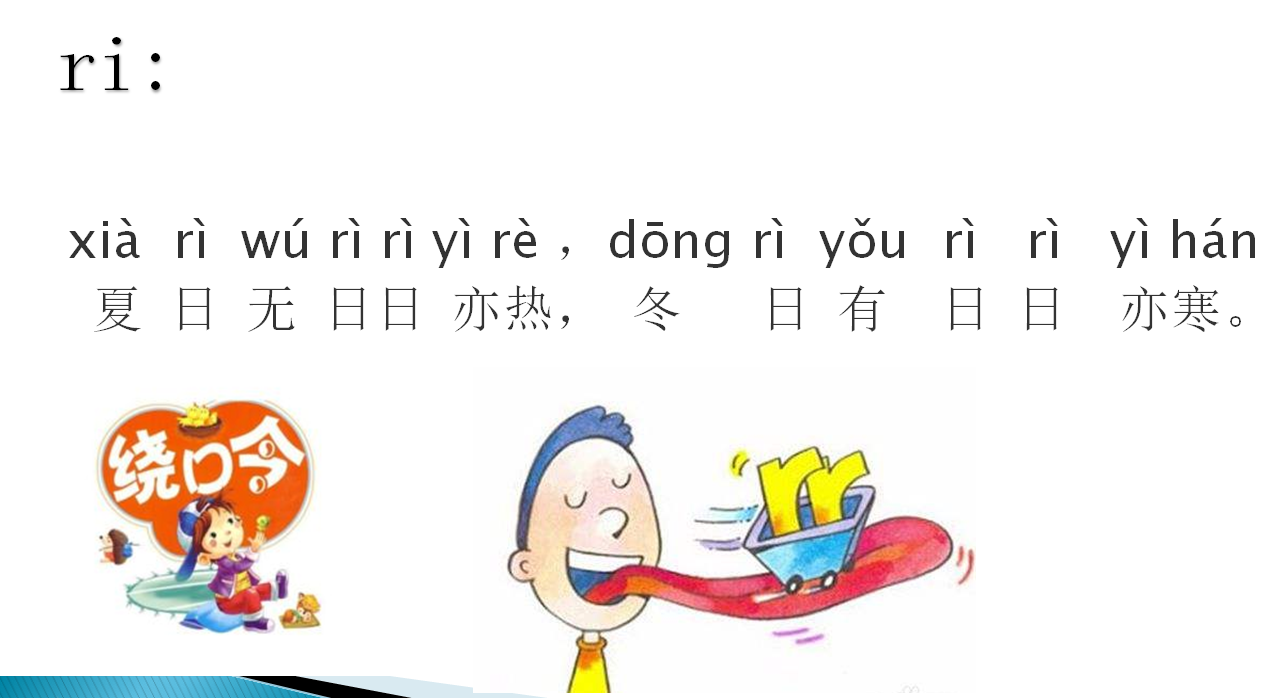 ri:
xià rì wú rì rì yì rè ，dōng rì yǒu rì rì yì hán
夏 日 无 日日 亦热， 冬 日 有 日 日 亦寒。
绕口令
rr